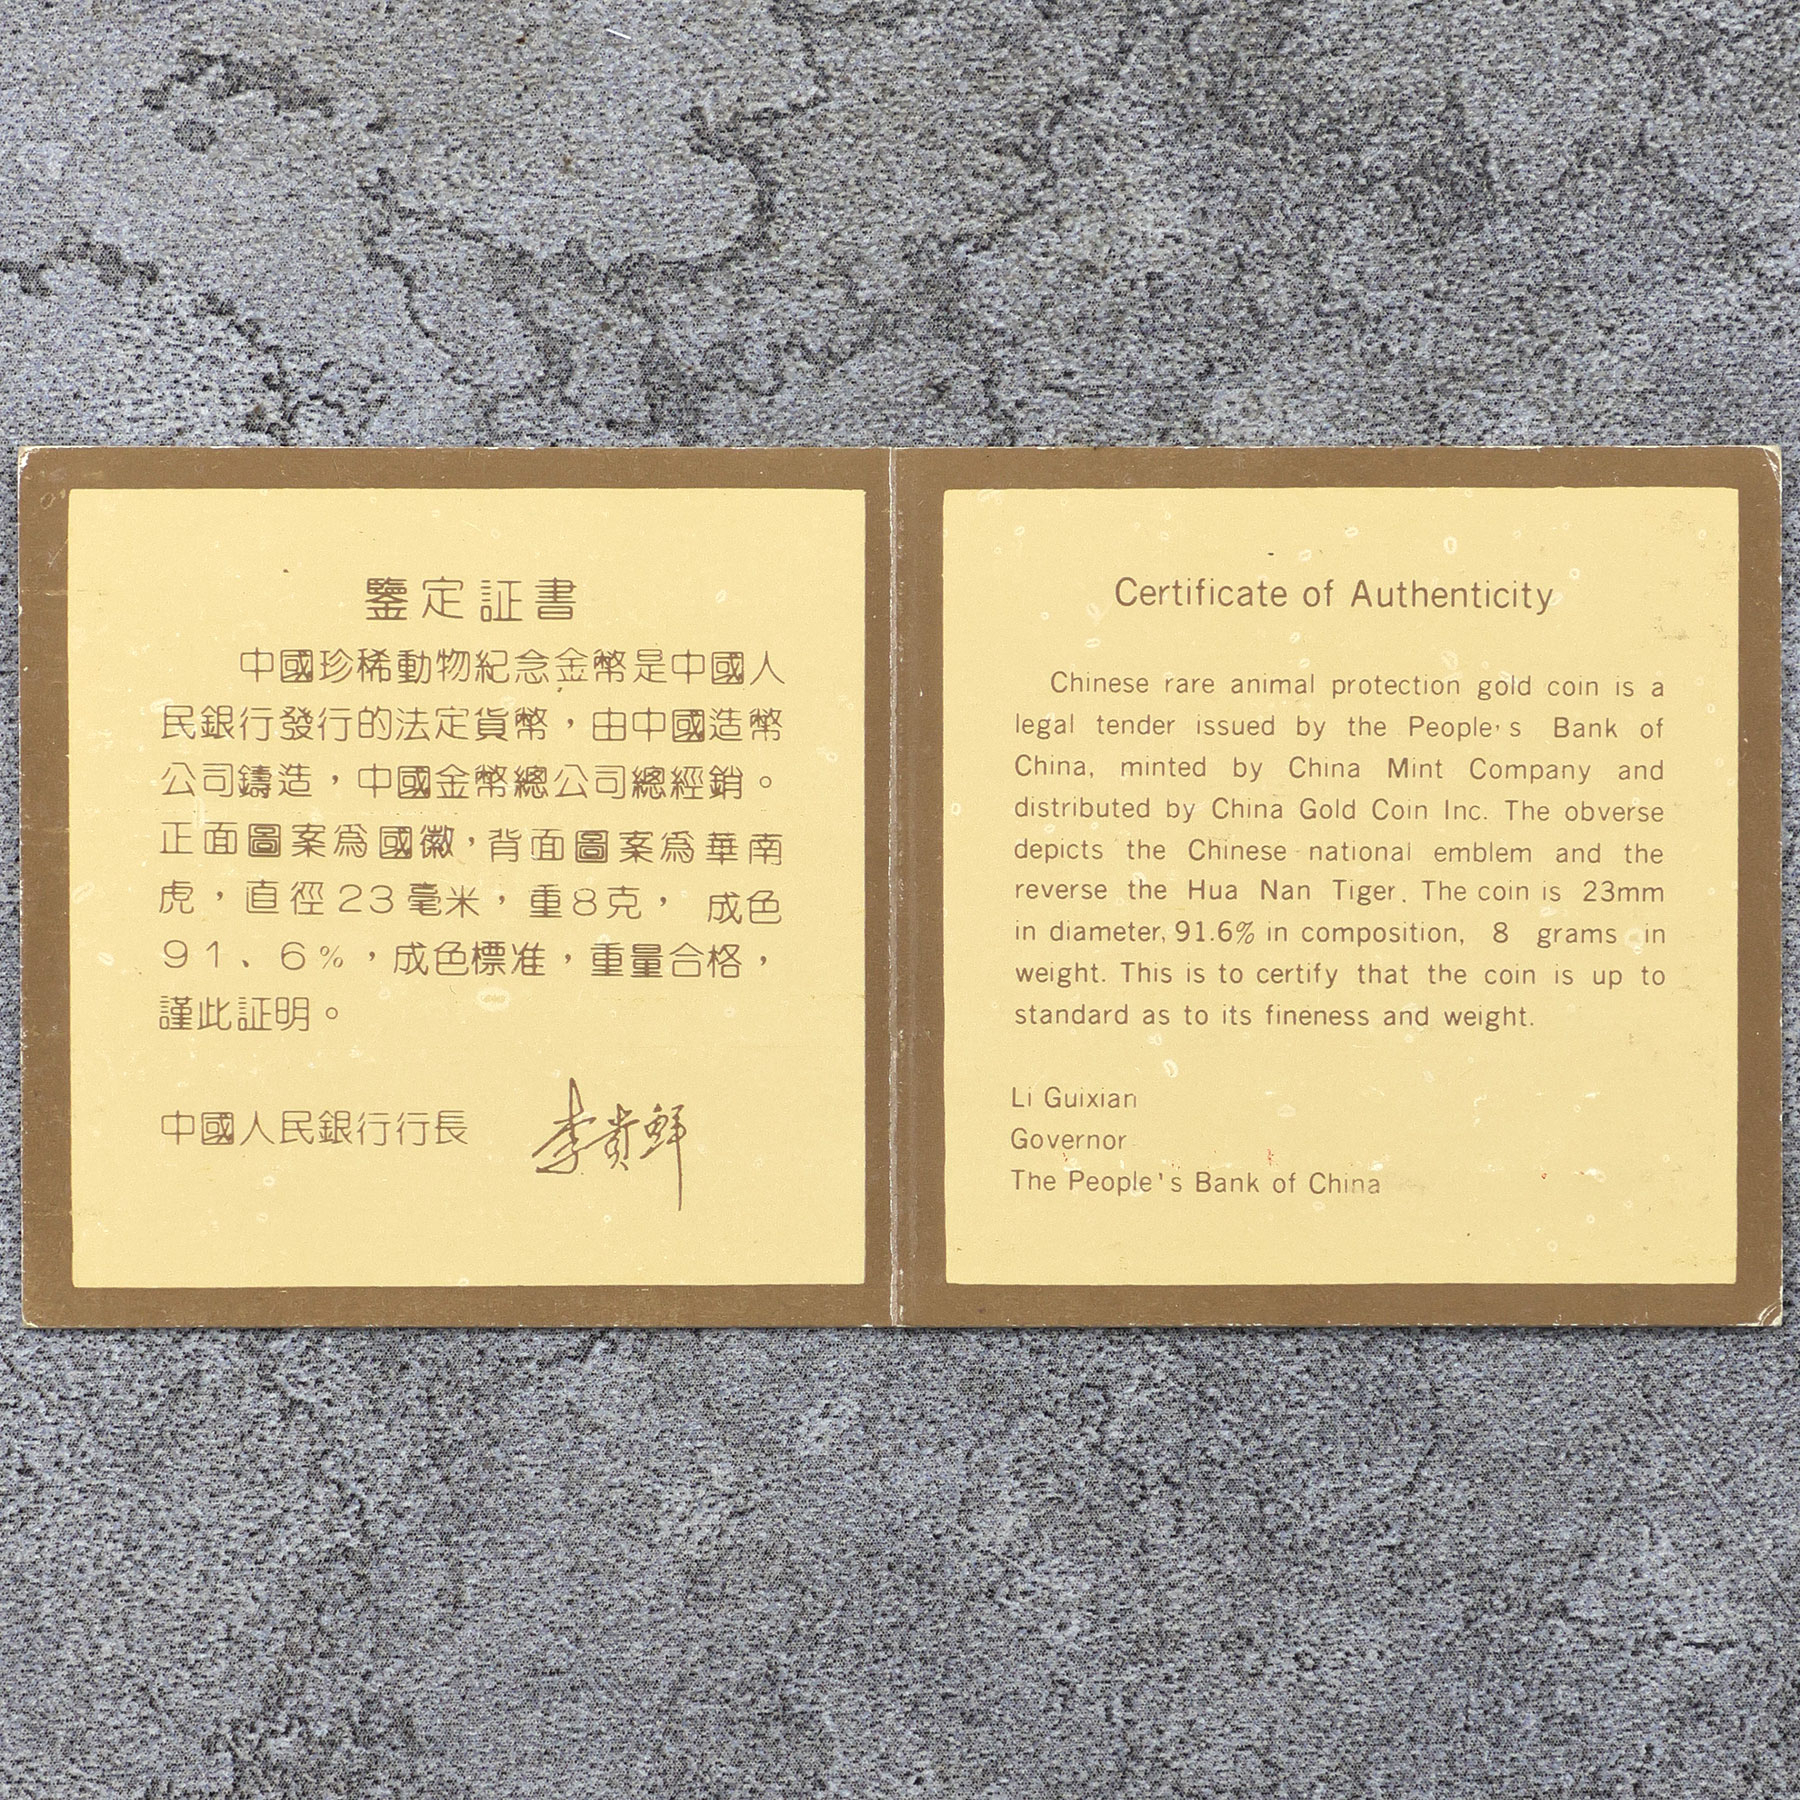 鑒定証書
中國珍稀動物紀念金幣是中國人
民銀行發行的法定貨幣，由中國造幣
公司鑄造，中國金幣總公司總經銷。
正面圖案為國徽，背面圖案為華南
虎，直徑23毫米，重8克，成色
91、6%，成色標准，重量合格，
謹此証明。
中國人民銀行行長 李貴鮮
Certificate of Authenticity
Chinese rare animal protection gold coin is a
legal tender issued by the People's Bank of
China, minted by China Mint Company and
distributed by China Gold Coin Inc. The obverse
depicts the Chinese national emblem and the
reverse the Hua Nan Tiger. The coin is 23mm
in diameter, 91.6% in composition, 8 grams in
weight. This is to certify that the coin is up to
standard as to its fineness and weight.
Li Guixian
Governor
The People's Bank of China